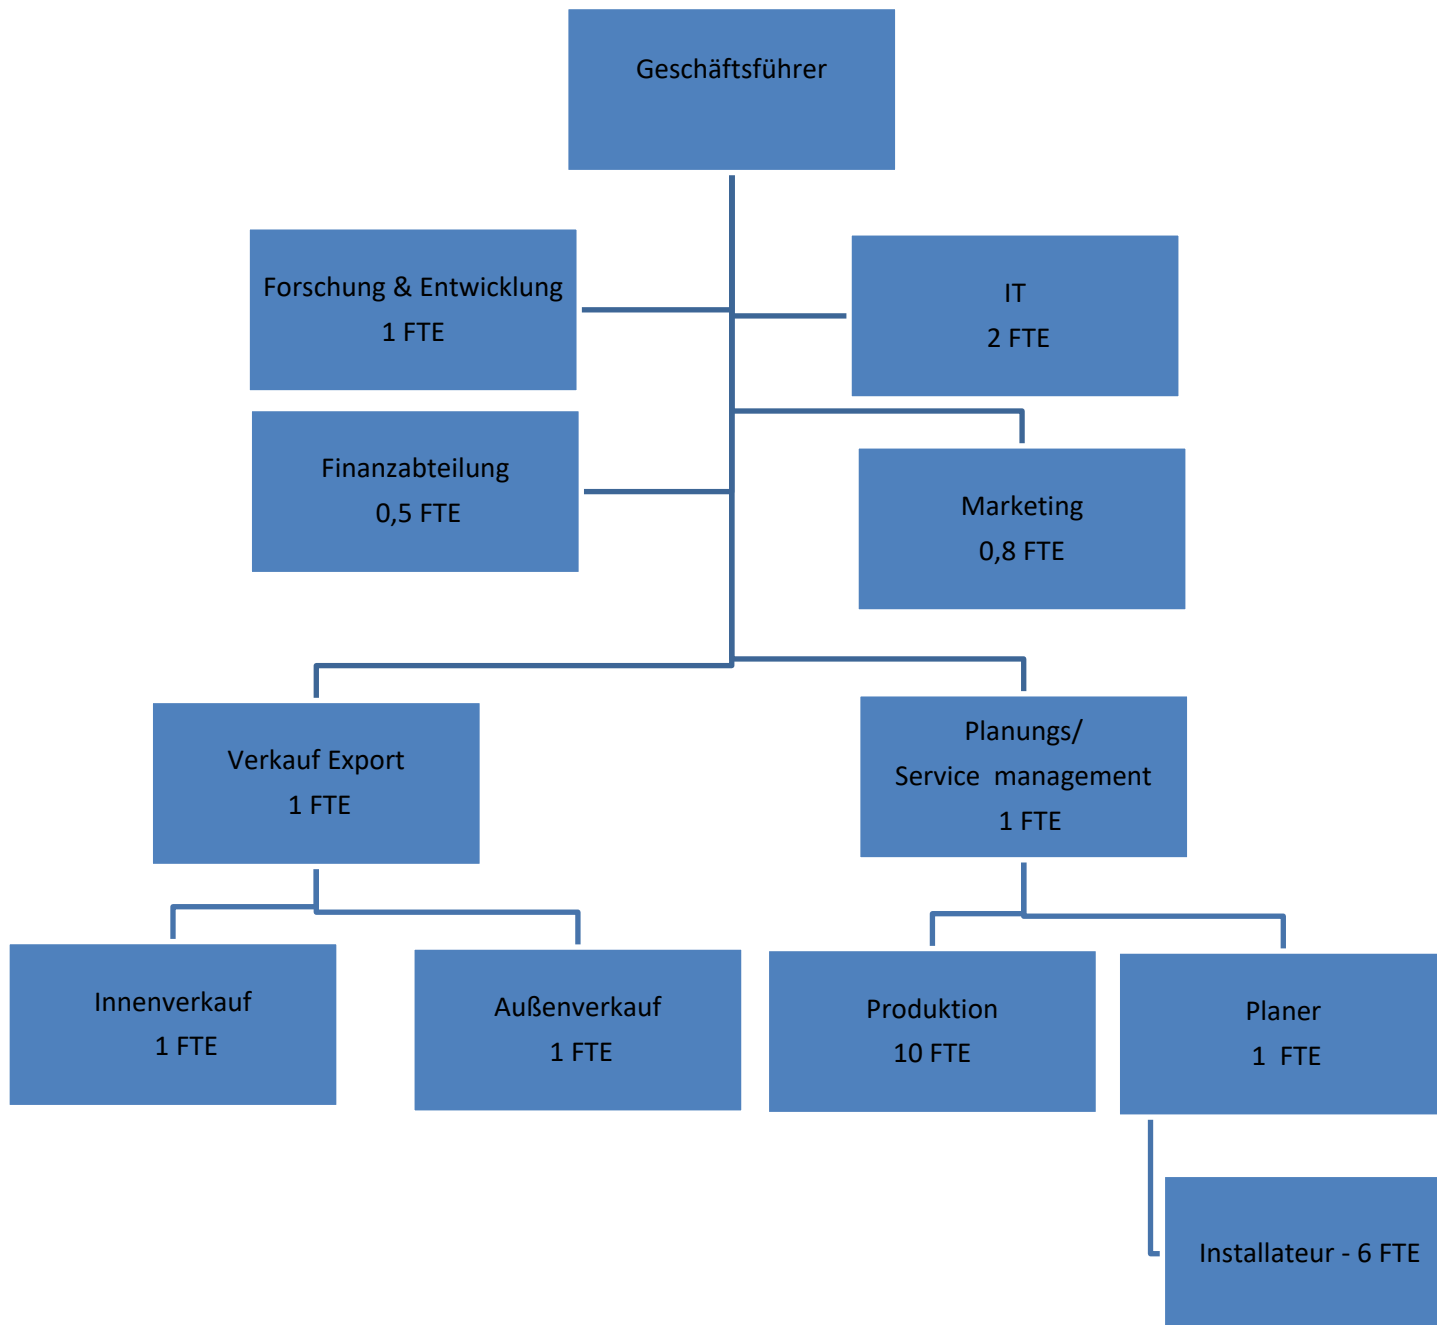 Geschäftsführer
Forschung & Entwicklung
1 FTE
IT
2 FTE
Finanzabteilung
0,5 FTE
Marketing
0,8 FTE
Verkauf Export
1 FTE
Planungs/
Service  management
1 FTE
Innenverkauf
1 FTE
Außenverkauf
1 FTE
Produktion
10 FTE
Planer
1  FTE
Installateur - 6 FTE